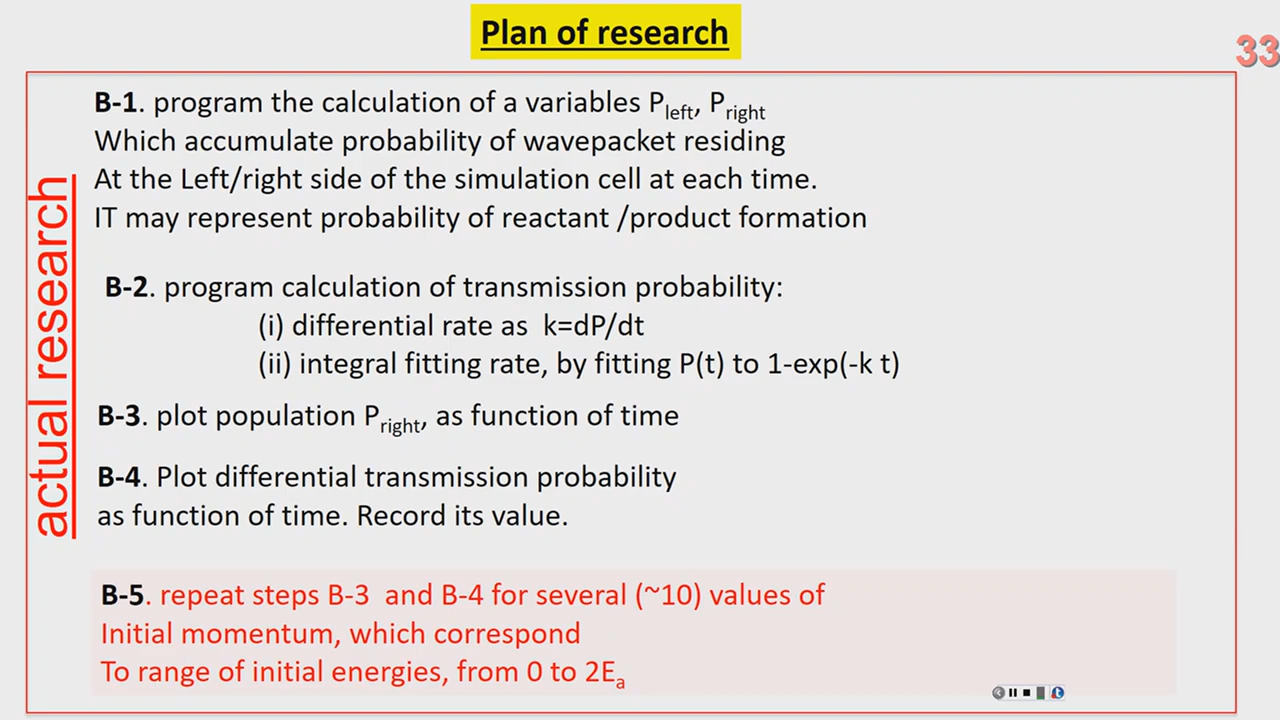 Plan of research
33
actual research
B-1. program the calculation of a variables Pleft, Pright
Which accumulate probability of wavepacket residing
At the Left/right side of the simulation cell at each time.
IT may represent probability of reactant /product formation
B-2. program calculation of transmission probability:
(i) differential rate as k=dP/dt
(ii) integral fitting rate, by fitting P(t) to 1-exp(-k t)
B-3. plot population Pright, as function of time
B-4. Plot differential transmission probability
as function of time. Record its value.
B-5. repeat steps B-3 and B-4 for several (~10) values of
Initial momentum, which correspond
To range of initial energies, from 0 to 2Ea